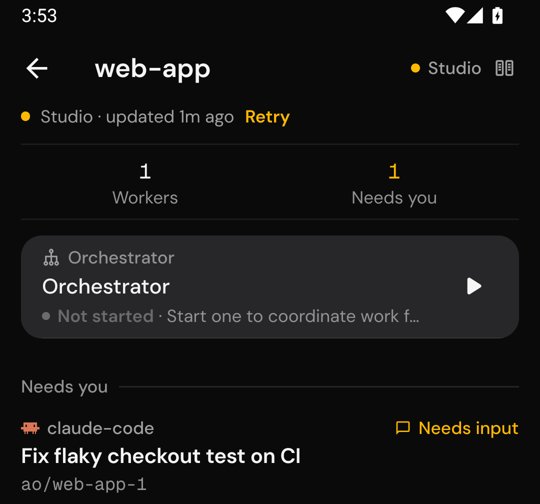 3:53
web-app
Studio
Studio · updated 1m ago Retry
1
Workers
1
Needs you
Orchestrator
Orchestrator
Not started · Start one to coordinate work f…
Needs you
claude-code
Needs input
Fix flaky checkout test on CI
ao/web-app-1